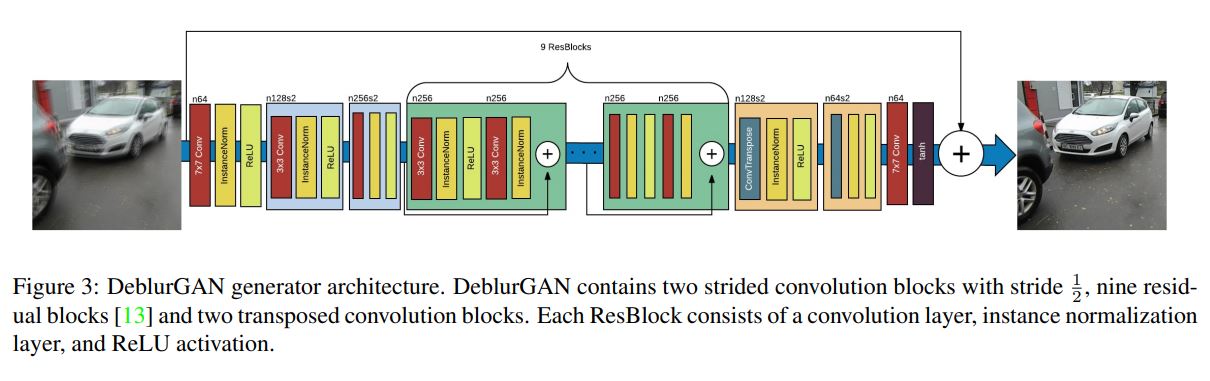 9 ResBlocks
n64
n128s2
n256s2
n256
n256
n256
n256
n128s2
n64s2
n64
7x7 Conv
InstanceNorm
ReLU
3x3 Conv
InstanceNorm
ReLU
3x3 Conv
InstanceNorm
ReLU
3x3 Conv
InstanceNorm
+
+
ConvTranspose
InstanceNorm
ReLU
7x7 Conv
tanh
+
Figure 3: DeblurGAN generator architecture. DeblurGAN contains two strided convolution blocks with stride 1/2, nine resid-
ual blocks [13] and two transposed convolution blocks. Each ResBlock consists of a convolution layer, instance normalization
layer, and ReLU activation.